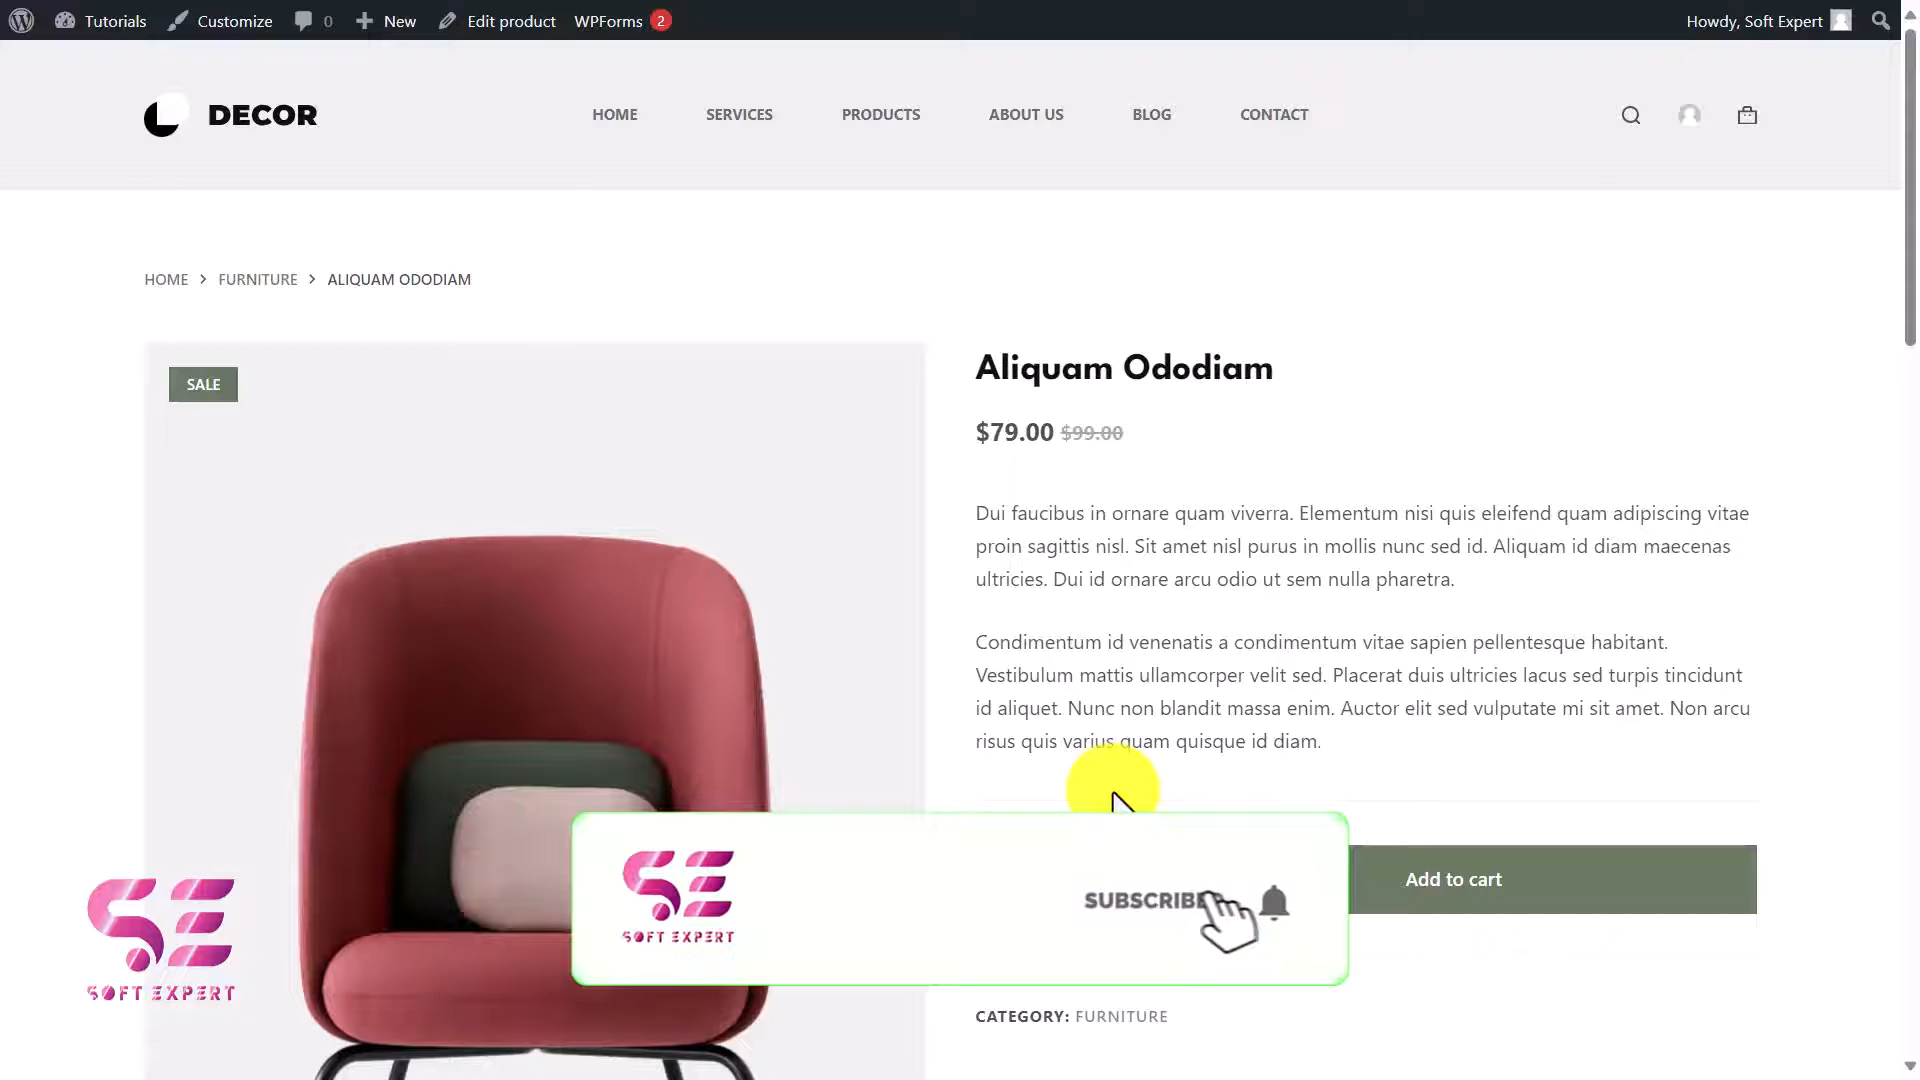 Tutorials Customize 0 New Edit product WPForms 2 Howdy, Soft Expert
DECOR HOME SERVICES PRODUCTS ABOUT US BLOG CONTACT
HOME > FURNITURE > ALIQUAM ODODIAM
SALE
Aliquam Ododiam
$79.00 $99.00
Dui faucibus in ornare quam viverra. Elementum nisi quis eleifend quam adipiscing vitae
proin sagittis nisl. Sit amet nisl purus in mollis nunc sed id. Aliquam id diam maecenas
ultricies. Dui id ornare arcu odio ut sem nulla pharetra.
Condimentum id venenatis a condimentum vitae sapien pellentesque habitant.
Vestibulum mattis ullamcorper velit sed. Placerat duis ultricies lacus sed turpis tincidunt
id aliquet. Nunc non blandit massa enim. Auctor elit sed vulputate mi sit amet. Non arcu
risus quis varius quam quisque id diam.
Add to cart
SE
SOFT EXPERT
SUBSCRIBE
SE
SOFT EXPERT
CATEGORY: FURNITURE